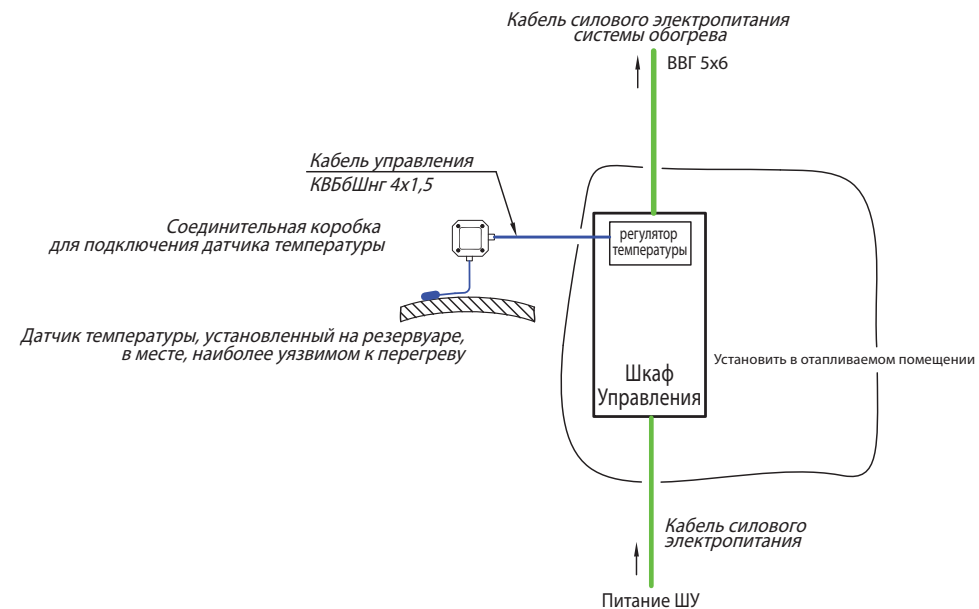 Кабель силового электропитания
системы обогрева
ВВГ 5х6
Кабель управления
КВБбШнг 4х1,5
Соединительная коробка
для подключения датчика температуры
регулятор
температуры
Датчик температуры, установленный на резервуаре,
в месте, наиболее уязвимом к перегреву
Установить в отапливаемом помещении
Шкаф
Управления
Кабель силового
электропитания
Питание ШУ